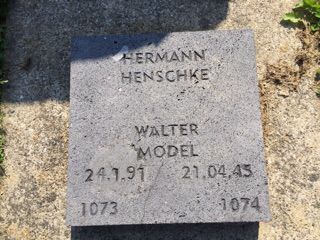 HERMANN
HENSCHKE
WALTER
MODEL
24.1.91 21.04.45
1073 1074